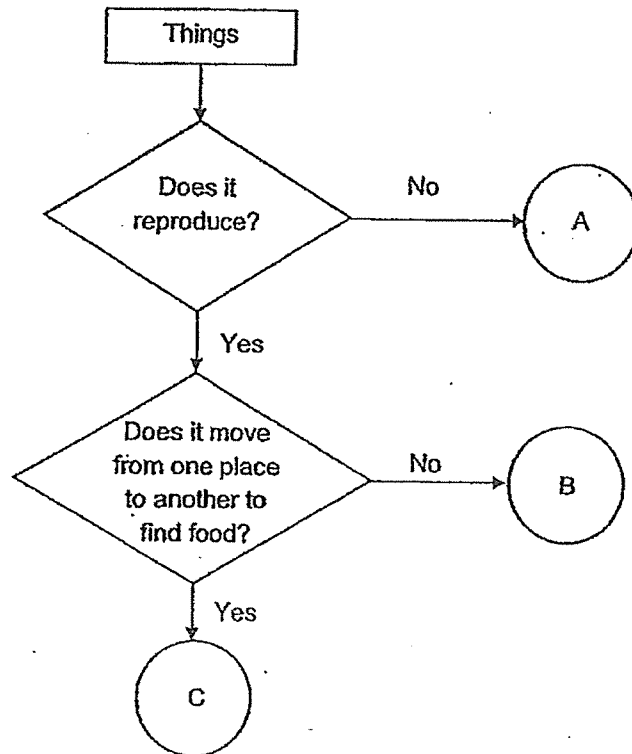 Things
Does it
reproduce?
No
A
Yes
Does it move
from one place
to another to
find food?
No
B
Yes
C